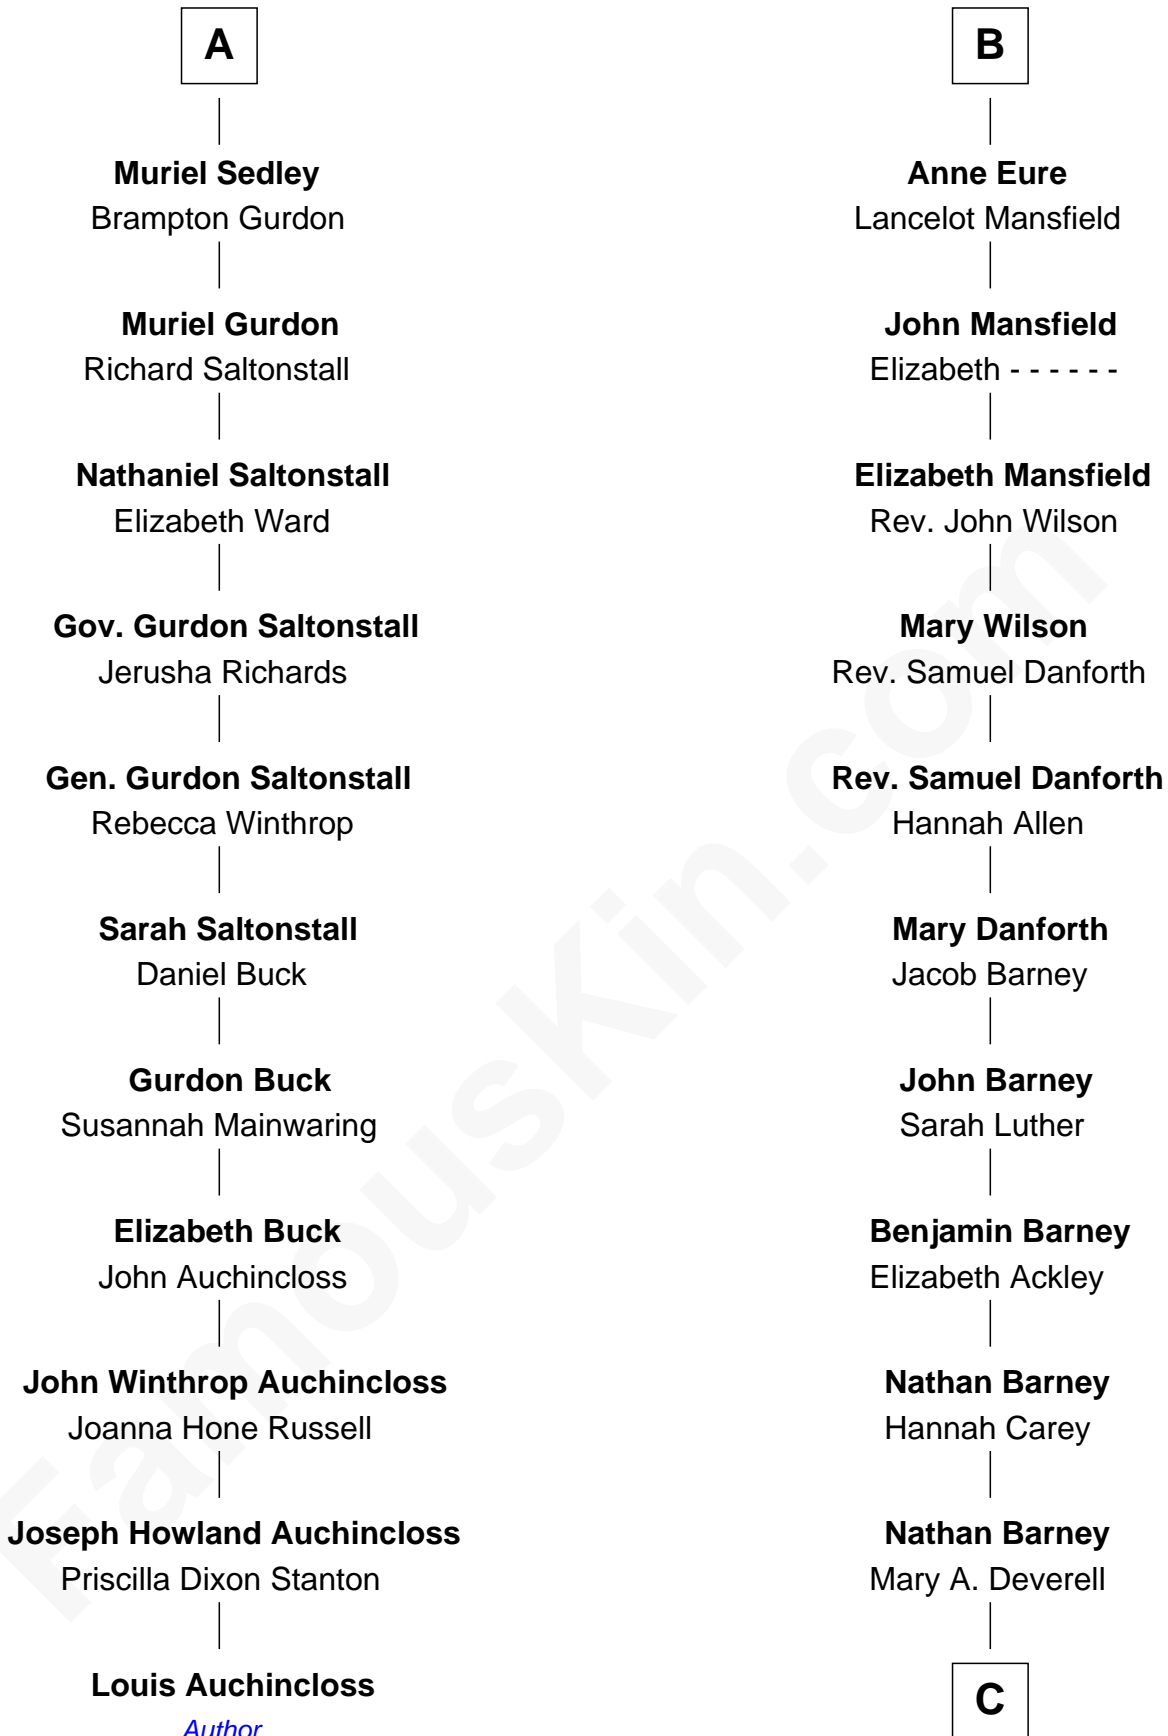 A
Muriel Sedley
Brampton Gurdon
Muriel Gurdon
Richard Saltonstall
Nathaniel Saltonstall
Elizabeth Ward
Gov. Gurdon Saltonstall
Jerusha Richards
Gen. Gurdon Saltonstall
Rebecca Winthrop
Sarah Saltonstall
Daniel Buck
Gurdon Buck
Susannah Mainwaring
Elizabeth Buck
John Auchincloss
John Winthrop Auchincloss
Joanna Hone Russell
Joseph Howland Auchincloss
Priscilla Dixon Stanton
Louis Auchincloss
Author
B
Anne Eure
Lancelot Mansfield
John Mansfield
Elizabeth - - - - - -
Elizabeth Mansfield
Rev. John Wilson
Mary Wilson
Rev. Samuel Danforth
Rev. Samuel Danforth
Hannah Allen
Mary Danforth
Jacob Barney
John Barney
Sarah Luther
Benjamin Barney
Elizabeth Ackley
Nathan Barney
Hannah Carey
Nathan Barney
Mary A. Deverell
C
FamousKin.com